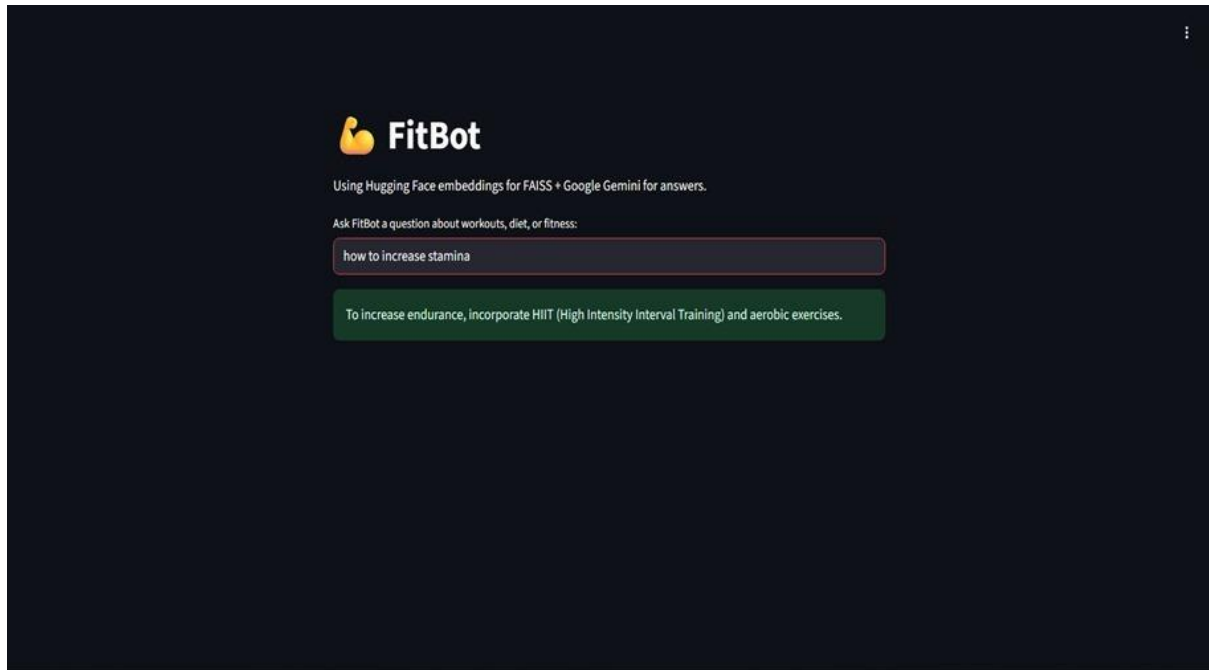 💪 FitBot
Using Hugging Face embeddings for FAISS + Google Gemini for answers.
Ask FitBot a question about workouts, diet, or fitness:
how to increase stamina
To increase endurance, incorporate HIIT (High Intensity Interval Training) and aerobic exercises.